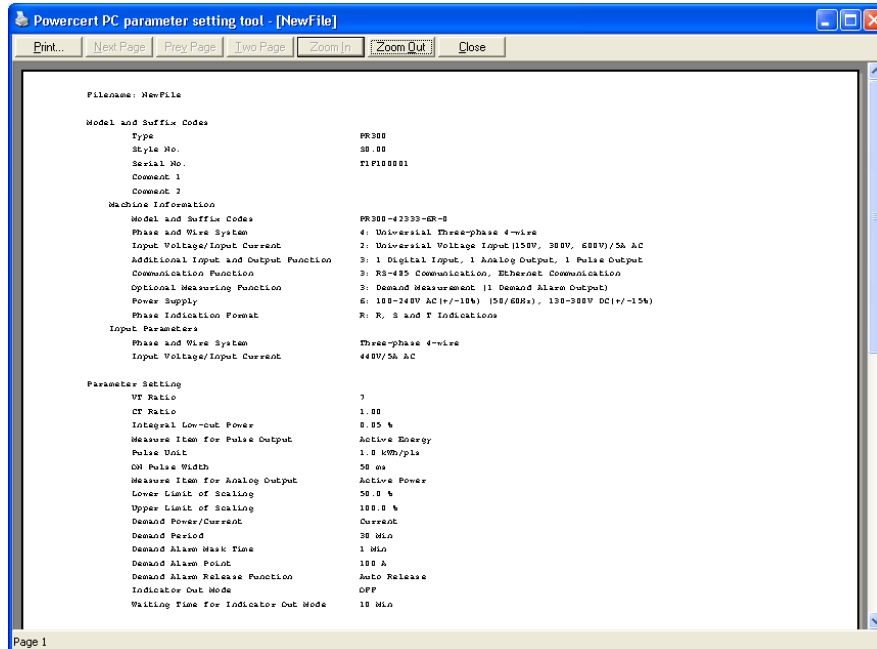 Powercert PC parameter setting tool - [NewFile]
Print... Next Page Prev Page Two Page Zoom In Zoom Out Close
Filename: NewFile
Model and Suffix Codes
Type PR300
Style No. S0.00
Serial No. T1F100001
Comment 1
Comment 2
Machine Information
Model and Suffix Codes PR300-42333-6R-0
Phase and Wire System 4: Universial Three-phase 4-wire
Input Voltage/Input Current 2: Universial Voltage Input(150V, 300V, 600V)/5A AC
Additional Input and Output Function 3: 1 Digital Input, 1 Analog Output, 1 Pulse Output
Communication Function 3: RS-485 Communication, Ethernet Communication
Optional Measuring Function 3: Demand Measurement (1 Demand Alarm Output)
Power Supply 6: 100-240V AC(+/-10%) (50/60Hz), 130-300V DC(+/-15%)
Phase Indication Format R: R, S and T Indications
Input Parameters
Phase and Wire System Three-phase 4-wire
Input Voltage/Input Current 440V/5A AC
Parameter Setting
VT Ratio 7
CT Ratio 1.00
Integral Low-cut Power 0.05 %
Measure Item for Pulse Output Active Energy
Pulse Unit 1.0 kWh/pls
ON Pulse Width 50 ms
Measure Item for Analog Output Active Power
Lower Limit of Scaling 50.0 %
Upper Limit of Scaling 100.0 %
Demand Power/Current Current
Demand Period 30 Min
Demand Alarm Mask Time 1 Min
Demand Alarm Point 100 A
Demand Alarm Release Function Auto Release
Indicator Out Mode OFF
Waiting Time for Indicator Out Mode 10 Min
Page 1